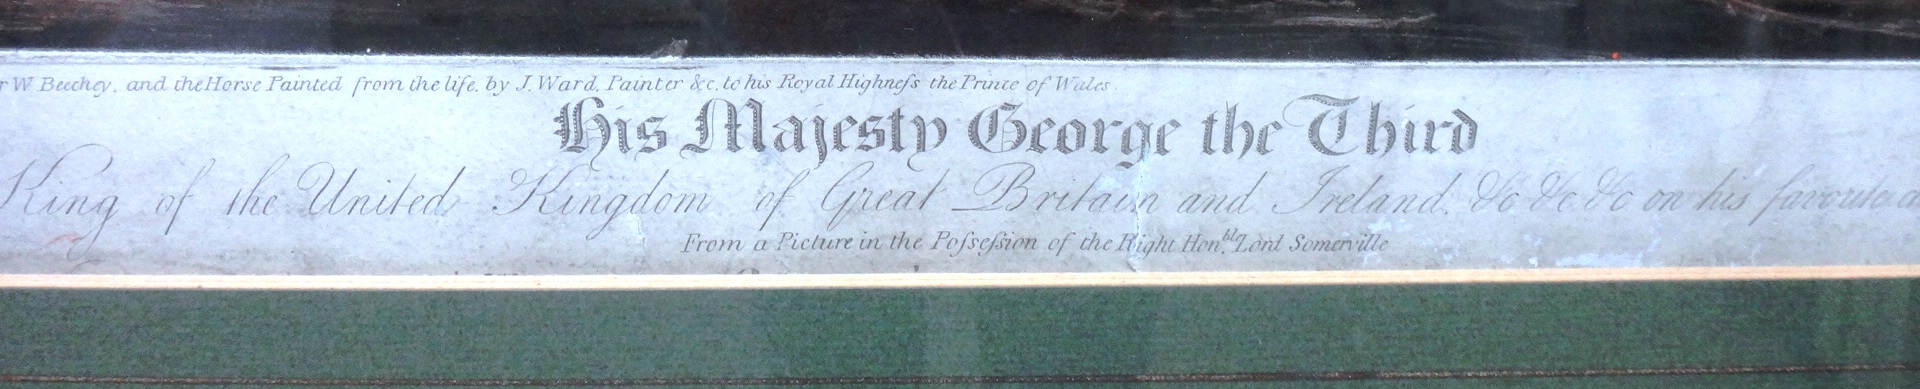 r W Beechey, and the Horse Painted from the life, by J. Ward, Painter &c. to his Royal Highneſs the Prince of Wales.
His Majesty George the Third
King of the United Kingdom of Great Britain and Ireland. &c &c &c on his favorite
From a Picture in the Poſseſsion of the Right Hon.bl Lord Somerville